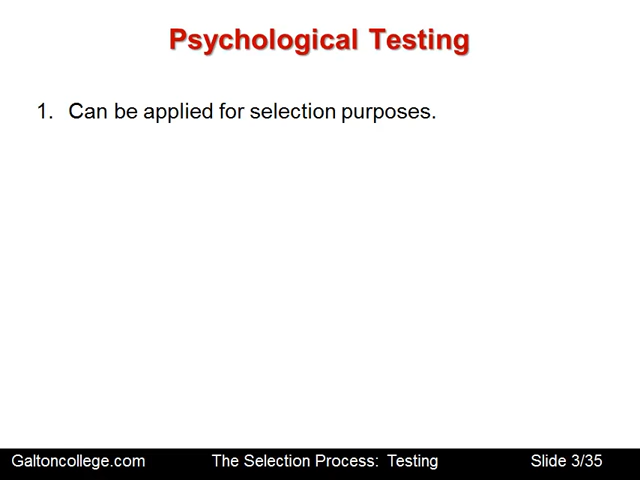 Psychological Testing
1. Can be applied for selection purposes.
Galtoncollege.com The Selection Process: Testing Slide 3/35